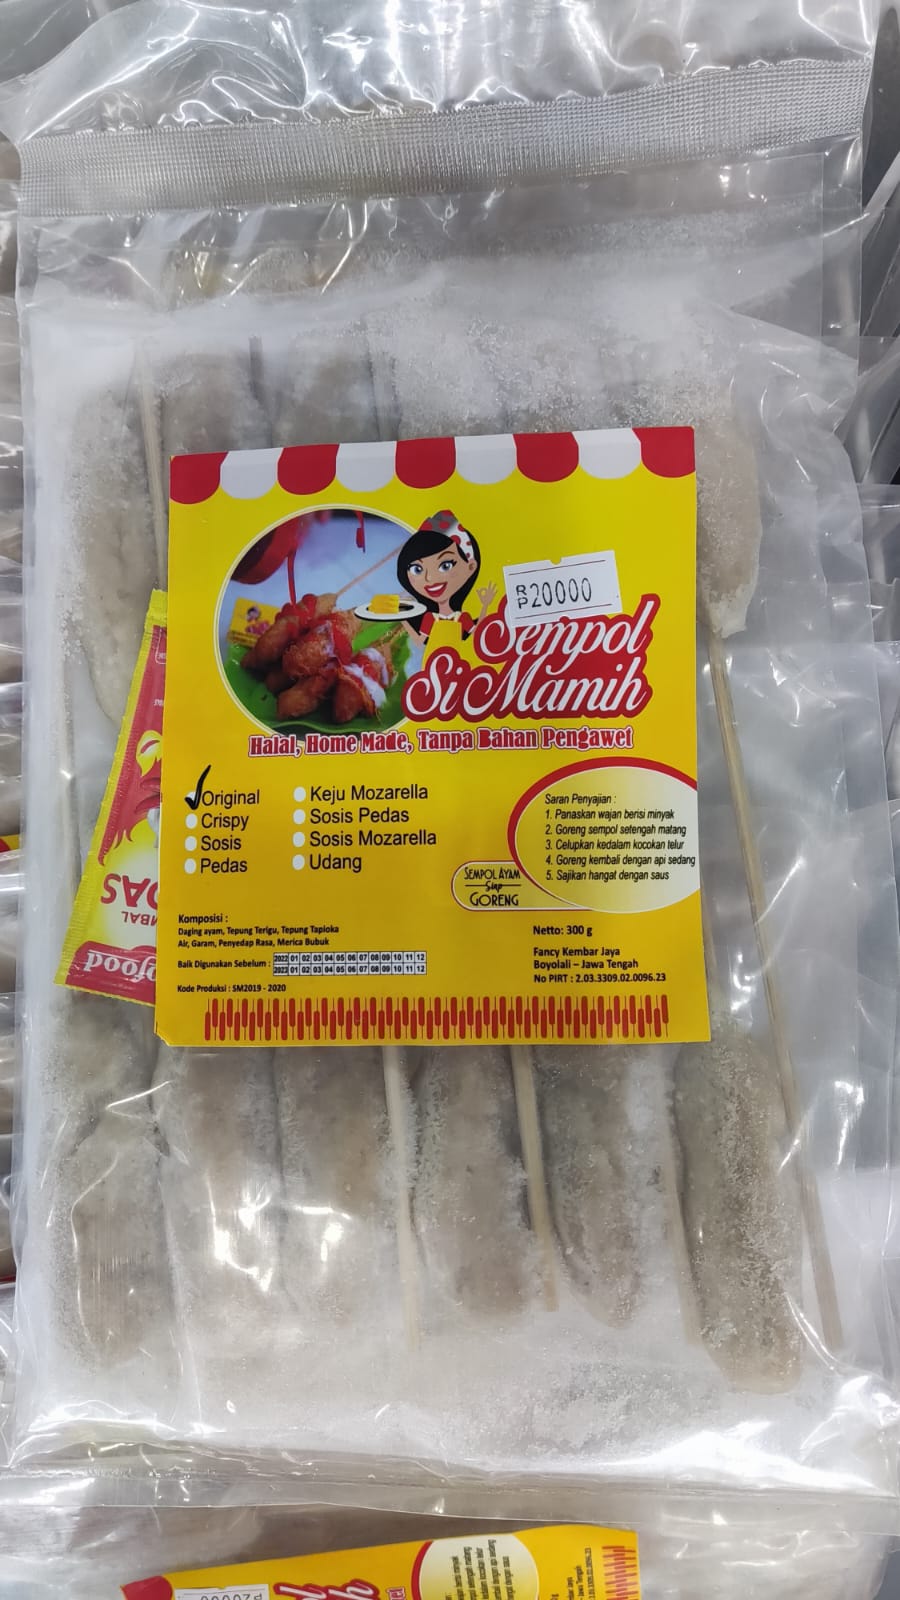 RP20000
Sempol
Si Mamih
Halal, Home Made, Tanpa Bahan Pengawet
Original
Crispy
Sosis
Pedas
Keju Mozarella
Sosis Pedas
Sosis Mozarella
Udang
Saran Penyajian :
1. Panaskan wajan berisi minyak
2. Goreng sempol setengah matang
3. Celupkan kedalam kocokan telur
4. Goreng kembali dengan api sedang
5. Sajikan hangat dengan saus
SEMPOL AYAM
Siap
GORENG
Komposisi :
Daging ayam, Tepung Terigu, Tepung Tapioka
Air, Garam, Penyedap Rasa, Merica Bubuk
Baik Digunakan Sebelum : 2022 01 02 03 04 05 06 07 08 09 10 11 12
2022 01 02 03 04 05 06 07 08 09 10 11 12
Kode Produksi : SM2019 - 2020
Netto: 300 g
Fancy Kembar Jaya
Boyolali – Jawa Tengah
No PIRT : 2.03.3309.02.0096.23